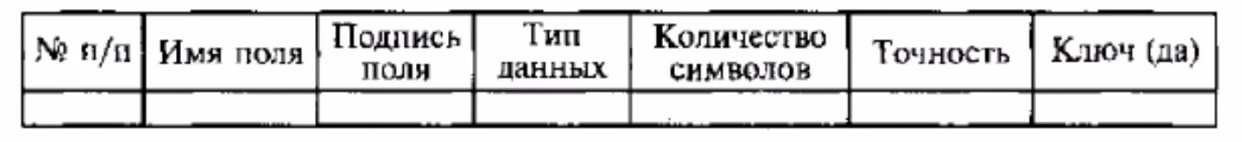 № п/п Имя поля Подпись поля Тип данных Количество символов Точность Ключ (да)